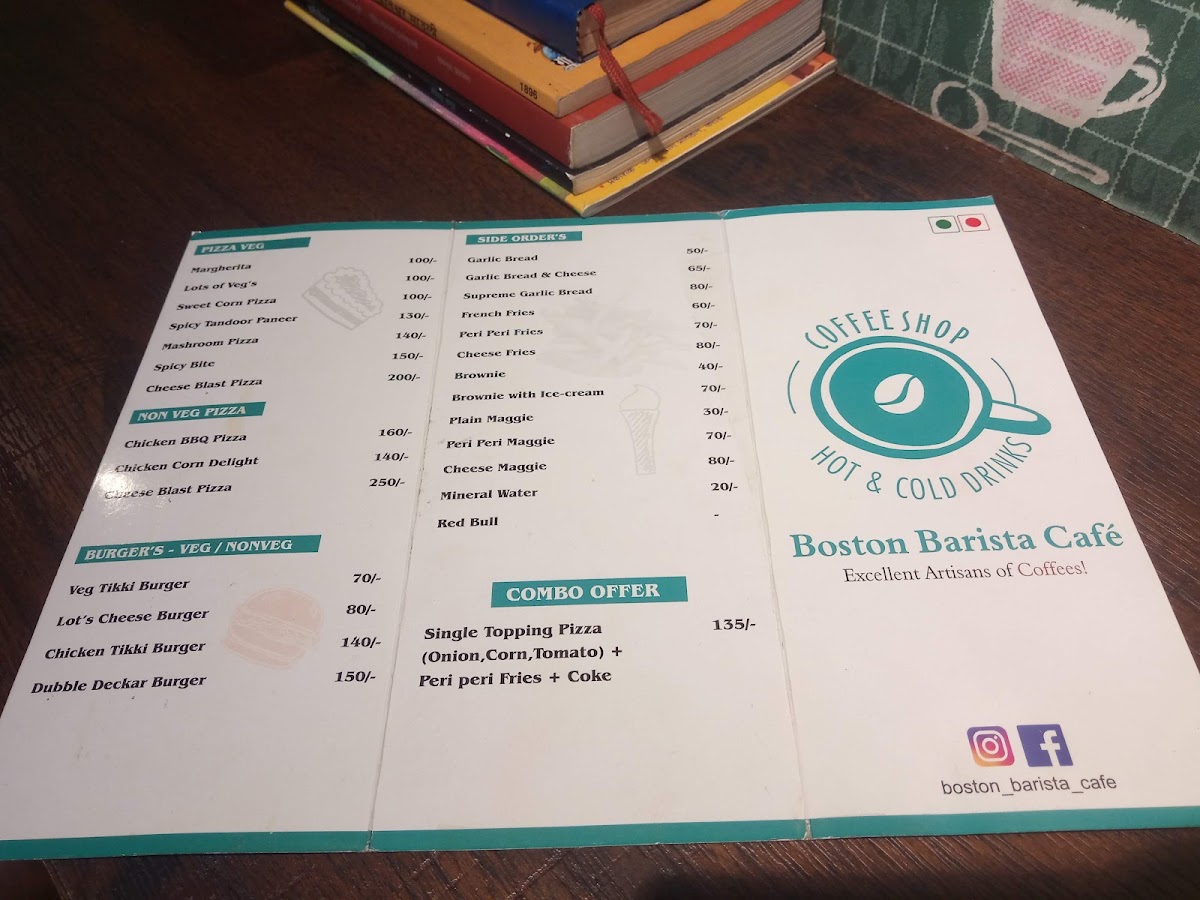 1896
PIZZA VEG
Margherita 100/-
Lots of Veg's 100/-
Sweet Corn Pizza 100/-
Spicy Tandoor Paneer 130/-
Mashroom Pizza 140/-
Spicy Bite 150/-
Cheese Blast Pizza 200/-
NON VEG PIZZA
Chicken BBQ Pizza 160/-
Chicken Corn Delight 140/-
Cheese Blast Pizza 250/-
BURGER'S - VEG / NONVEG
Veg Tikki Burger 70/-
Lot's Cheese Burger 80/-
Chicken Tikki Burger 140/-
Dubble Deckar Burger 150/-
SIDE ORDER'S
Garlic Bread 50/-
Garlic Bread & Cheese 65/-
Supreme Garlic Bread 80/-
French Fries 60/-
Peri Peri Fries 70/-
Cheese Fries 80/-
Brownie 40/-
Brownie with Ice-cream 70/-
Plain Maggie 30/-
Peri Peri Maggie 70/-
Cheese Maggie 80/-
Mineral Water 20/-
Red Bull -
COMBO OFFER
Single Topping Pizza 135/-
(Onion,Corn,Tomato) +
Peri peri Fries + Coke
COFFEE SHOP
HOT & COLD DRINKS
Boston Barista Café
Excellent Artisans of Coffees!
boston_barista_cafe